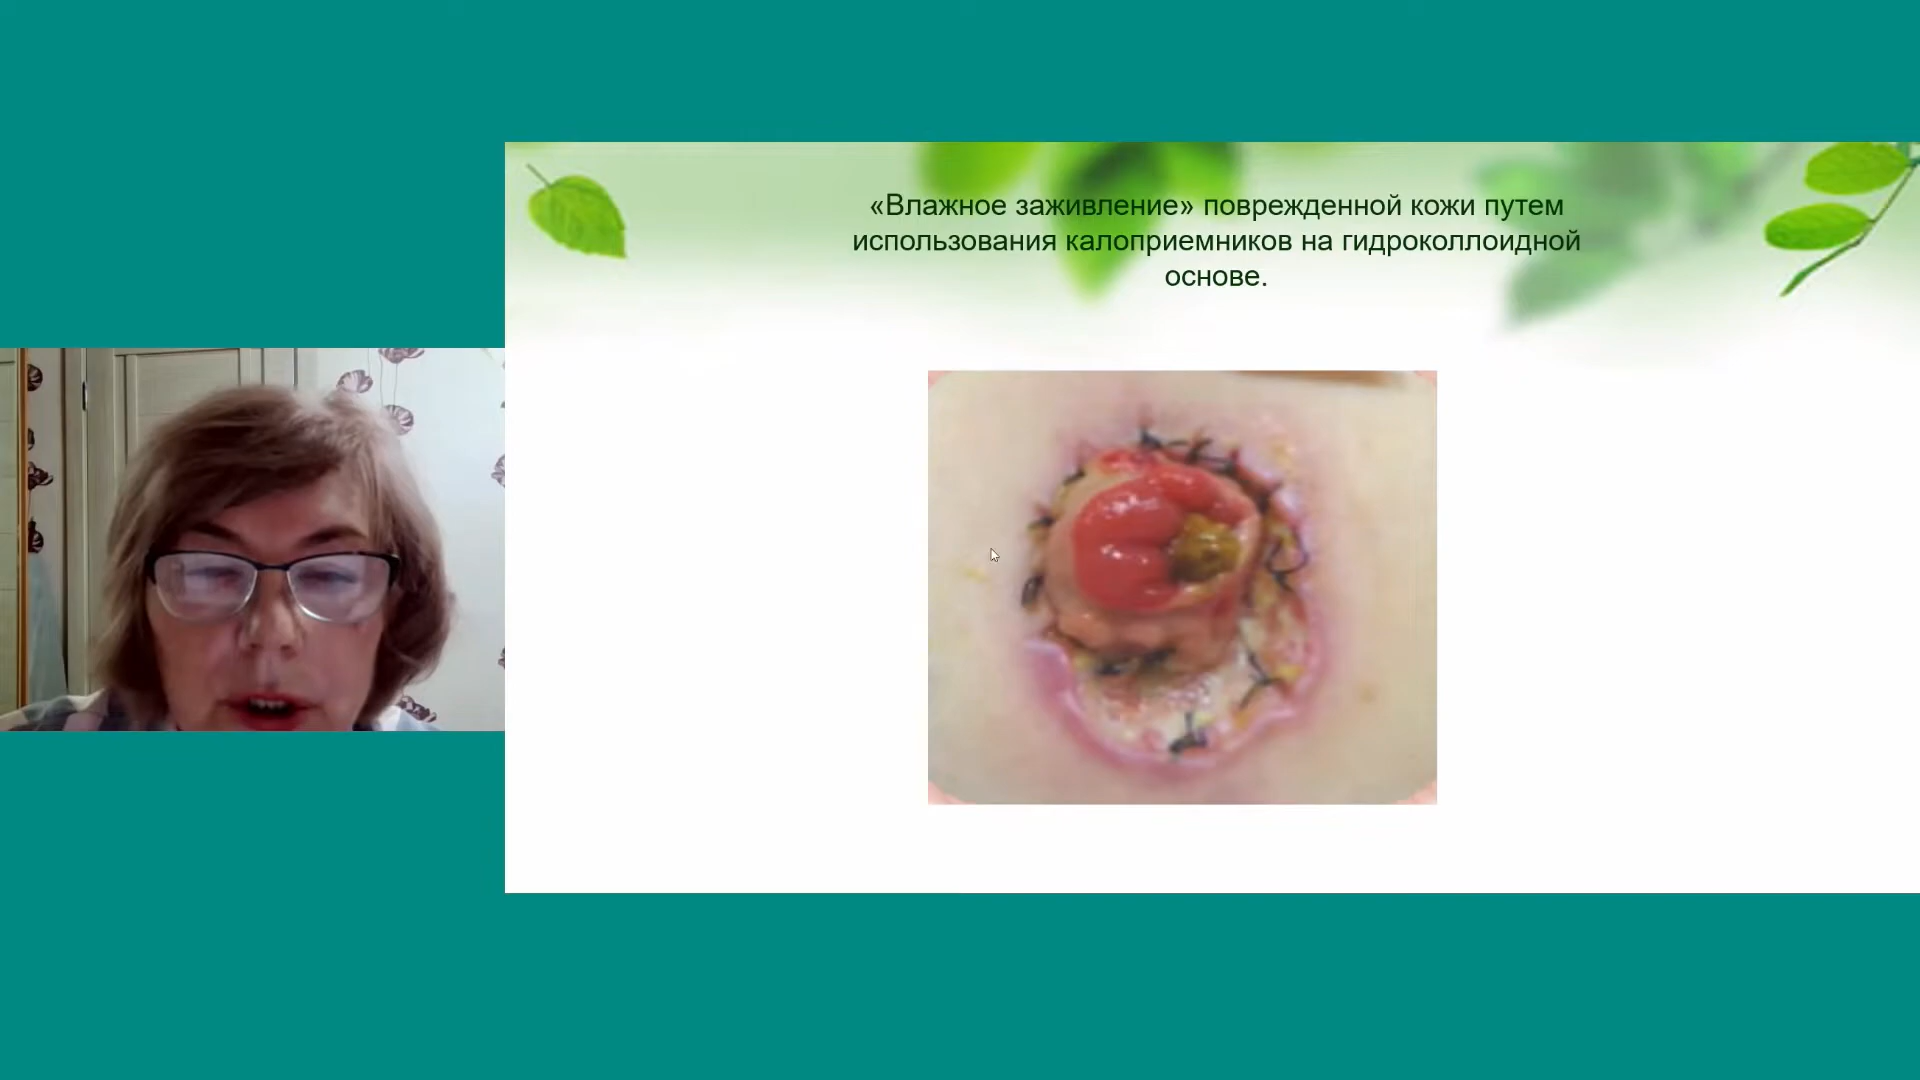 «Влажное заживление» поврежденной кожи путем
использования калоприемников на гидроколлоидной
основе.